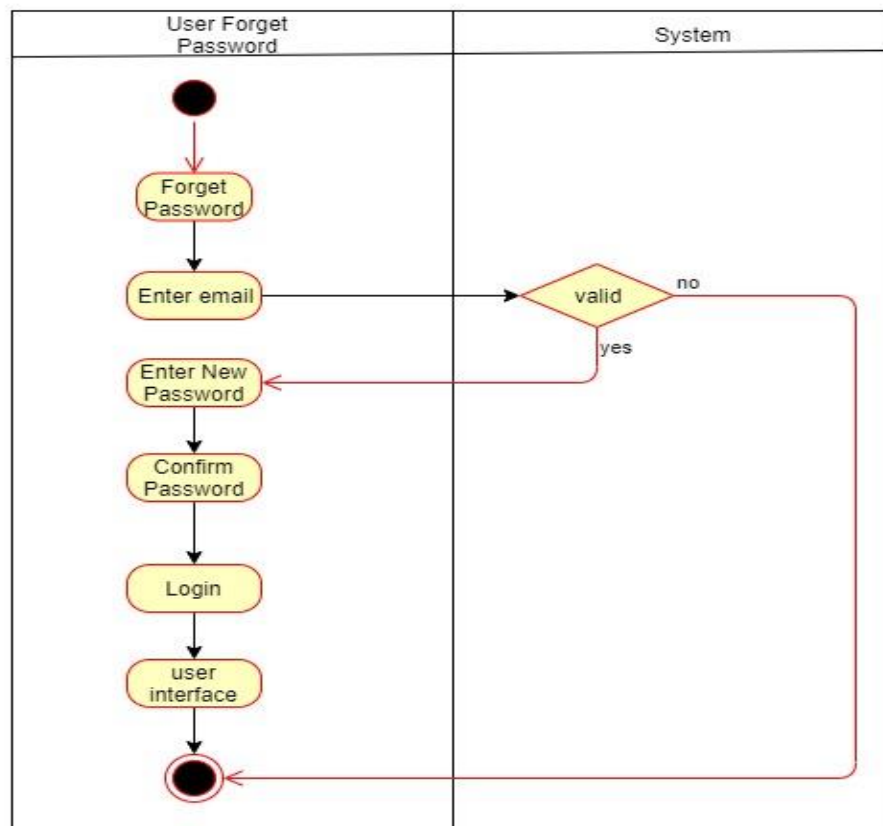 User Forget
Password
System
Forget
Password
Enter email
valid
no
yes
Enter New
Password
Confirm
Password
Login
user
interface